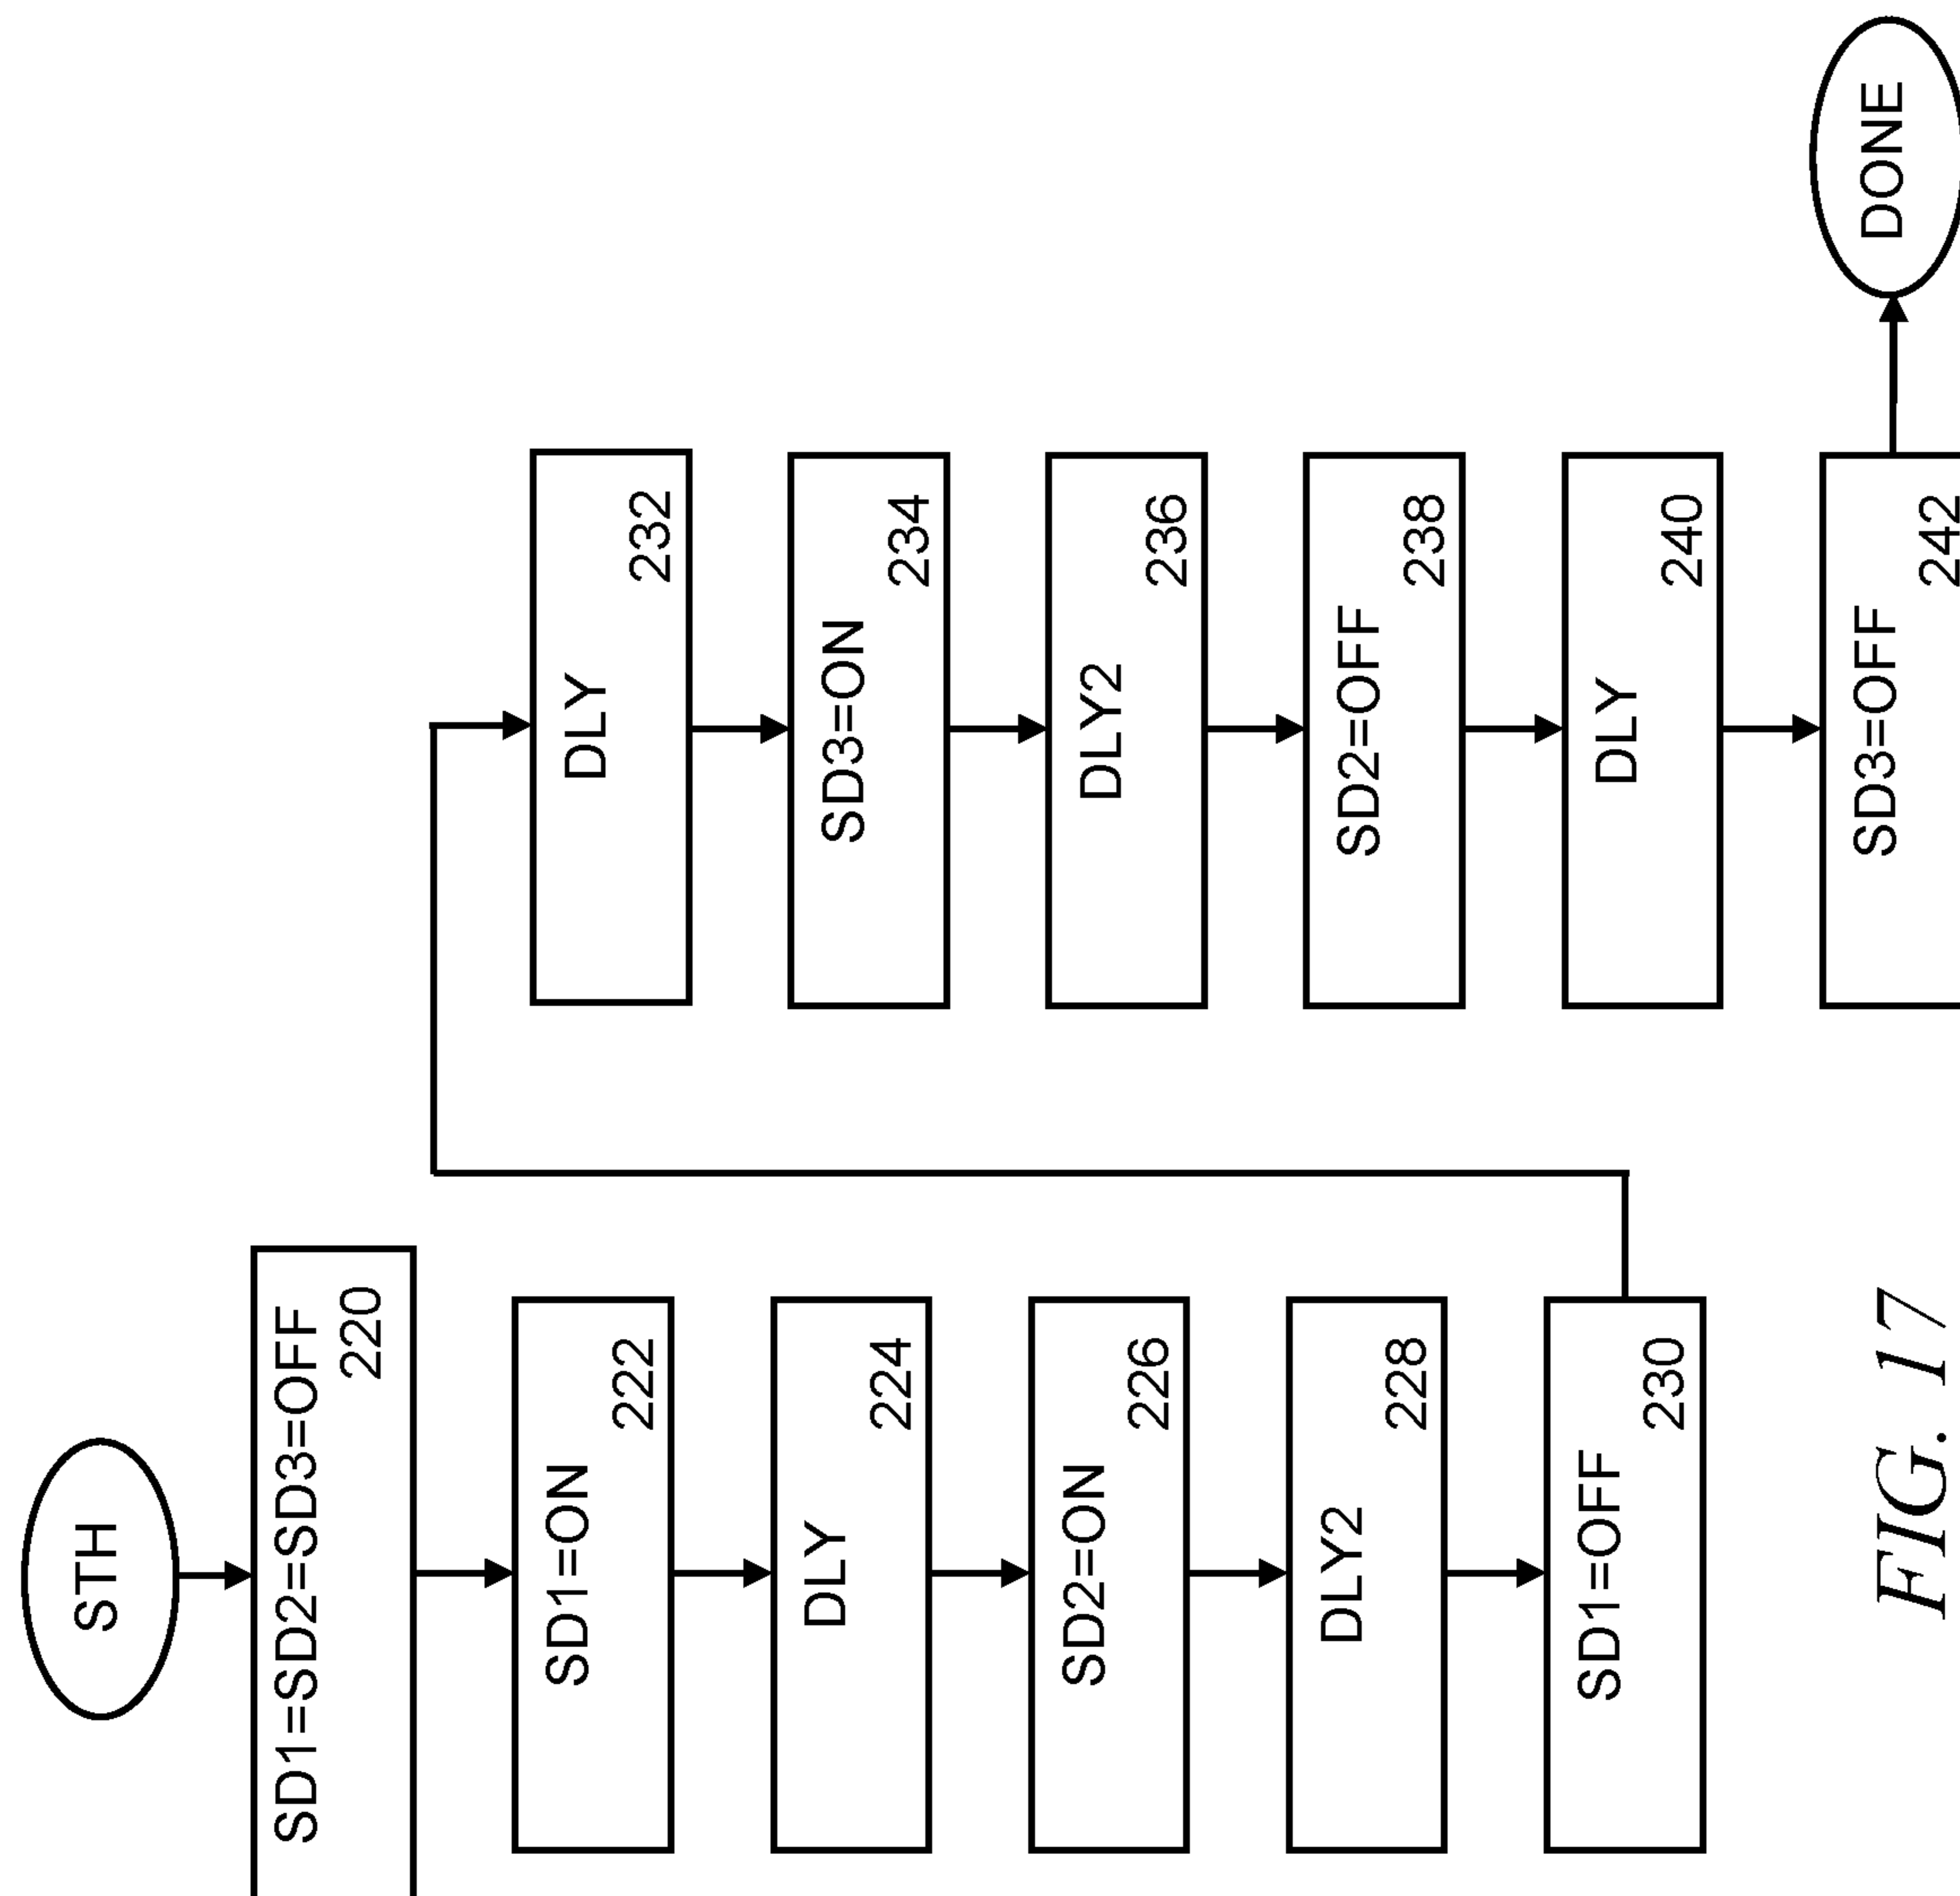 STH
SD1=SD2=SD3=OFF
220
SD1=ON
222
DLY
224
SD2=ON
226
DLY2
228
SD1=OFF
230
DLY
232
SD3=ON
234
DLY2
236
SD2=OFF
238
DLY
240
SD3=OFF
242
DONE
FIG. 17